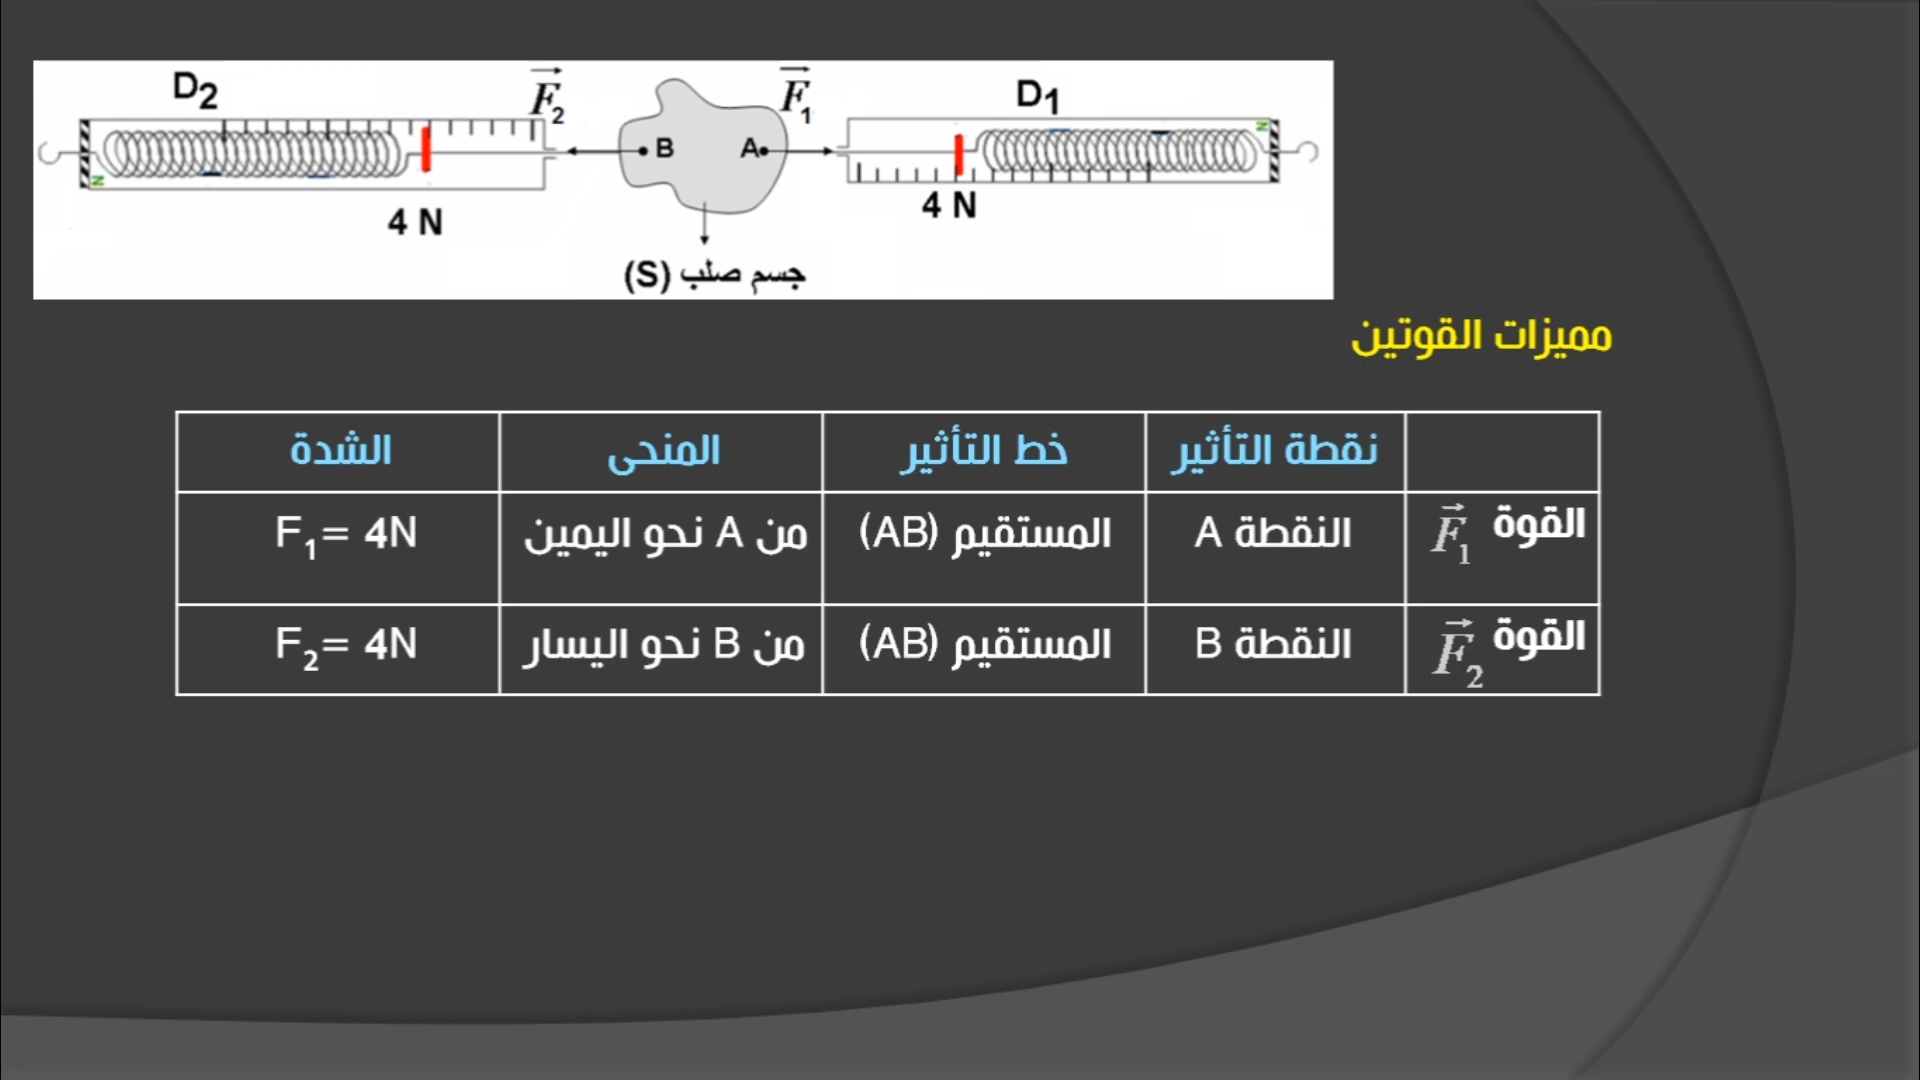 D2
F2
F1
D1
B
A
4 N
4 N
جسم صلب (S)
مميزات القوتين
نقطة التأثير | خط التأثير | المنحى | الشدة
القوة F1 | النقطة A | المستقيم (AB) | من A نحو اليمين | F1= 4N
القوة F2 | النقطة B | المستقيم (AB) | من B نحو اليسار | F2= 4N